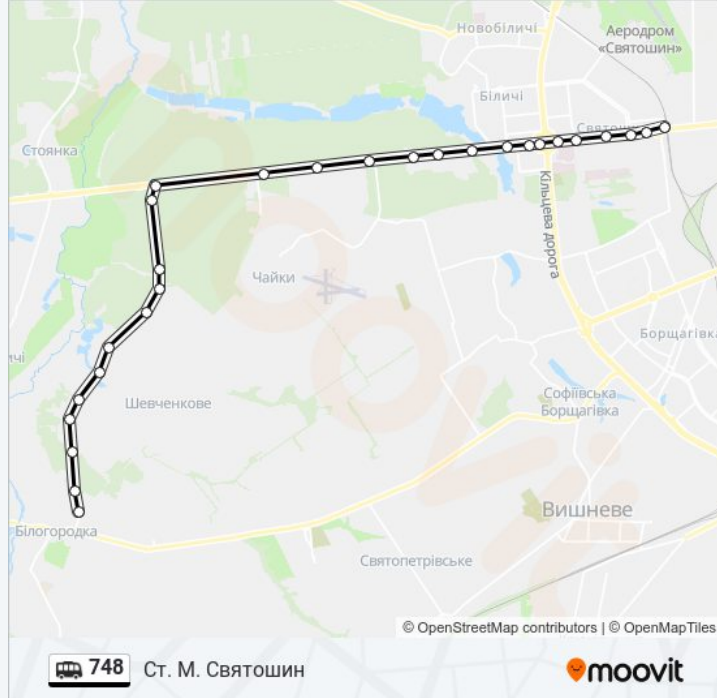 Новобіличі
Аеродром
«Святошин»
Біличі
Стоянка
Кільцева дорога
Чайки
Борщагівка
Шевченкове
Софіївська
Борщагівка
Вишневе
Білогородка
Святопетрівське
© OpenStreetMap contributors | © OpenMapTiles
748 Ст. М. Святошин
moovit